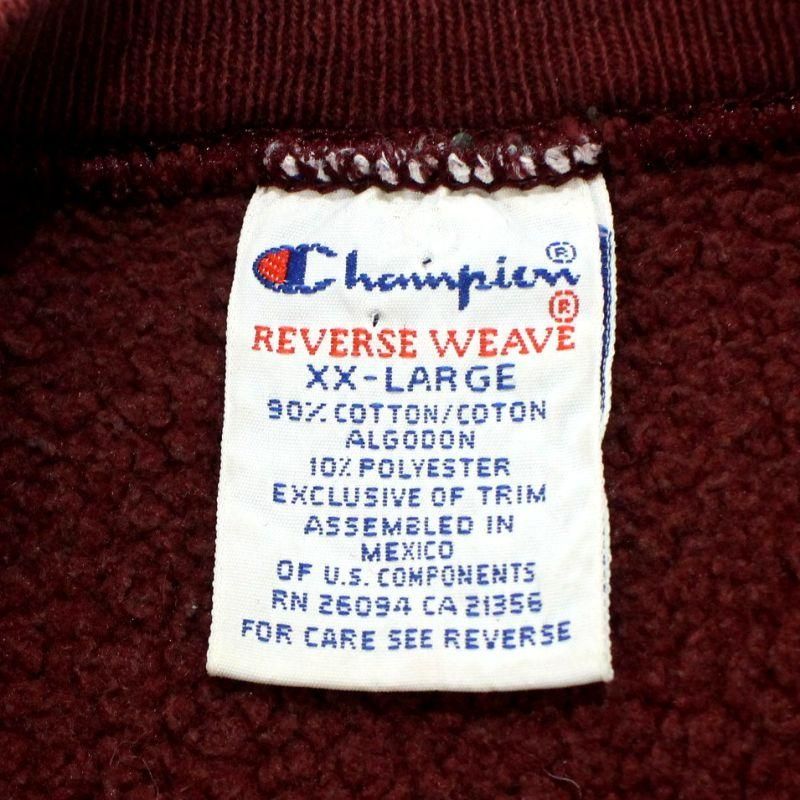 Champion®
®
REVERSE WEAVE
XX-LARGE
90% COTTON/COTON
ALGODON
10% POLYESTER
EXCLUSIVE OF TRIM
ASSEMBLED IN
MEXICO
OF U.S. COMPONENTS
RN 26094 CA 21356
FOR CARE SEE REVERSE